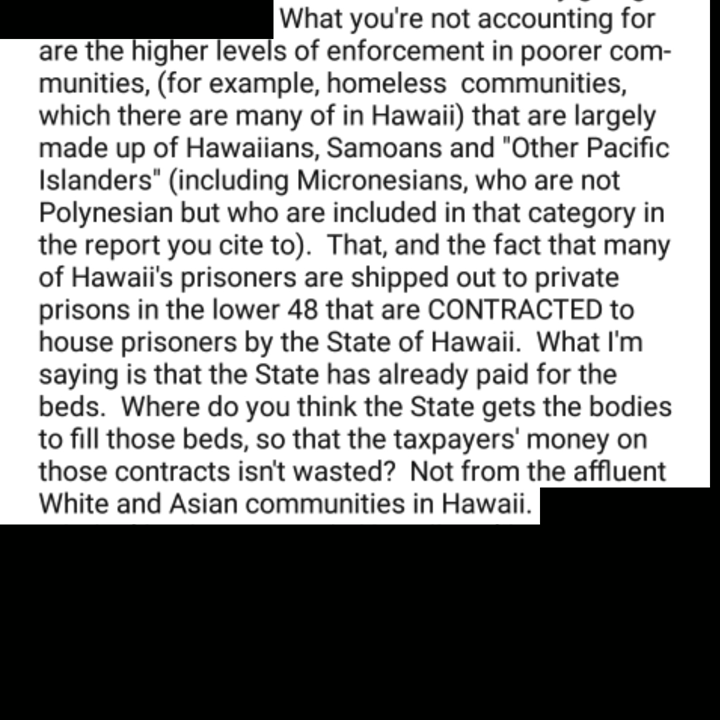 What you're not accounting for
are the higher levels of enforcement in poorer com-
munities, (for example, homeless  communities,
which there are many of in Hawaii) that are largely
made up of Hawaiians, Samoans and "Other Pacific
Islanders" (including Micronesians, who are not
Polynesian but who are included in that category in
the report you cite to).  That, and the fact that many
of Hawaii's prisoners are shipped out to private
prisons in the lower 48 that are CONTRACTED to
house prisoners by the State of Hawaii.  What I'm
saying is that the State has already paid for the
beds.  Where do you think the State gets the bodies
to fill those beds, so that the taxpayers' money on
those contracts isn't wasted?  Not from the affluent
White and Asian communities in Hawaii.